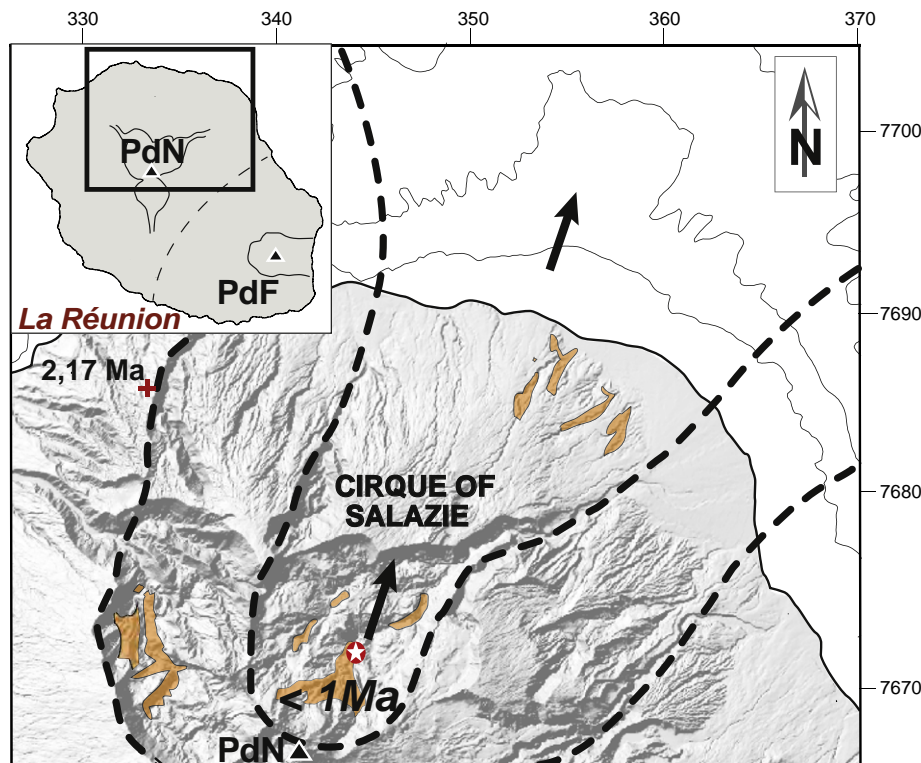 330 340 350 360 370
PdN
PdF
La Réunion
N
7700
7690
2,17 Ma
CIRQUE OF
SALAZIE
7680
< 1Ma
7670
PdN